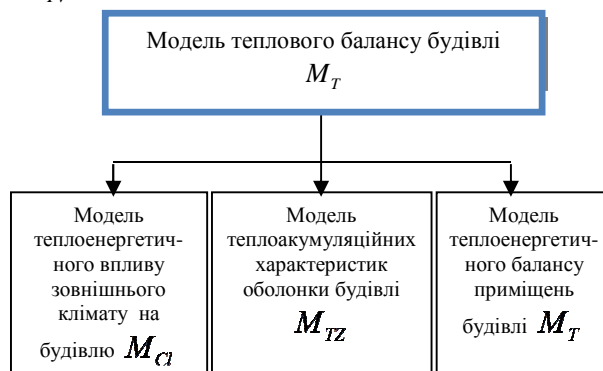 Модель теплового балансу будівлі
M_T
Модель
теплоенергетич-
ного впливу
зовнішнього
клімату на
будівлю M_Cl
Модель
теплоакумуляційних
характеристик
оболонки будівлі
M_TZ
Модель
теплоенергетич-
ного балансу
приміщень
будівлі M_T